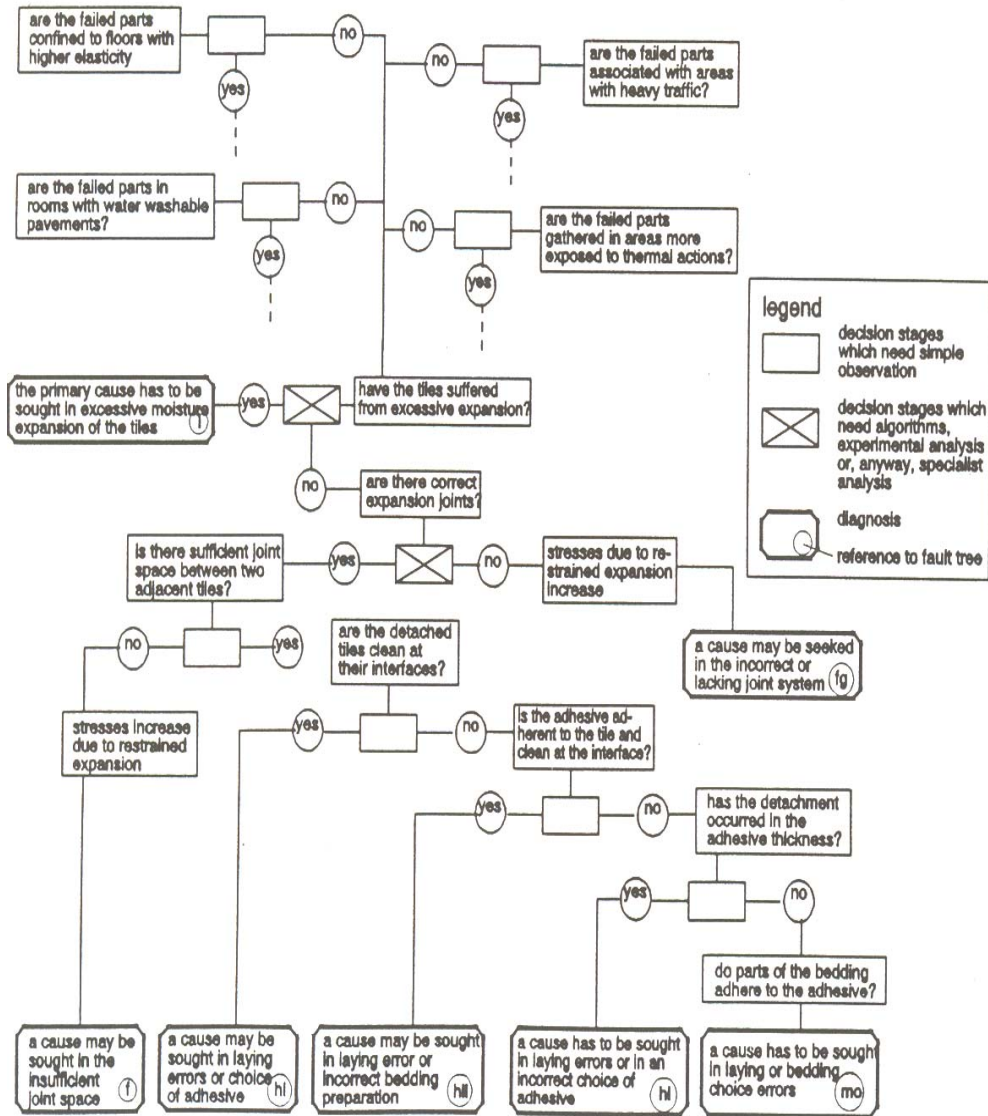 are the failed parts
confined to floors with
higher elasticity
no
yes
no
are the failed parts
associated with areas
with heavy traffic?
yes
are the failed parts in
rooms with water washable
pavements?
no
yes
no
are the failed parts
gathered in areas more
exposed to thermal actions?
yes
legend
decision stages
which need simple
observation
decision stages which
need algorithms,
experimental analysis
or, anyway, specialist
analysis
diagnosis
reference to fault tree
the primary cause has to be
sought in excessive moisture
expansion of the tiles
yes
have the tiles suffered
from excessive expansion?
no
are there correct
expansion joints?
is there sufficient joint
space between two
adjacent tiles?
yes
no
stresses due to re-
strained expansion
increase
a cause may be seeked
in the incorrect or
lacking joint system fg
no
yes
are the detached
tiles clean at
their interfaces?
stresses increase
due to restrained
expansion
yes
no
is the adhesive ad-
herent to the tile and
clean at the interface?
yes
no
has the detachment
occurred in the
adhesive thickness?
yes
no
do parts of the bedding
adhere to the adhesive?
a cause may be
sought in the
insufficient
joint space f
a cause may be
sought in laying
errors or choice
of adhesive
a cause may be sought
in laying error or
incorrect bedding
preparation
a cause has to be sought
in laying errors or in an
incorrect choice of
adhesive
a cause has to be sought
in laying or bedding
choice errors mo